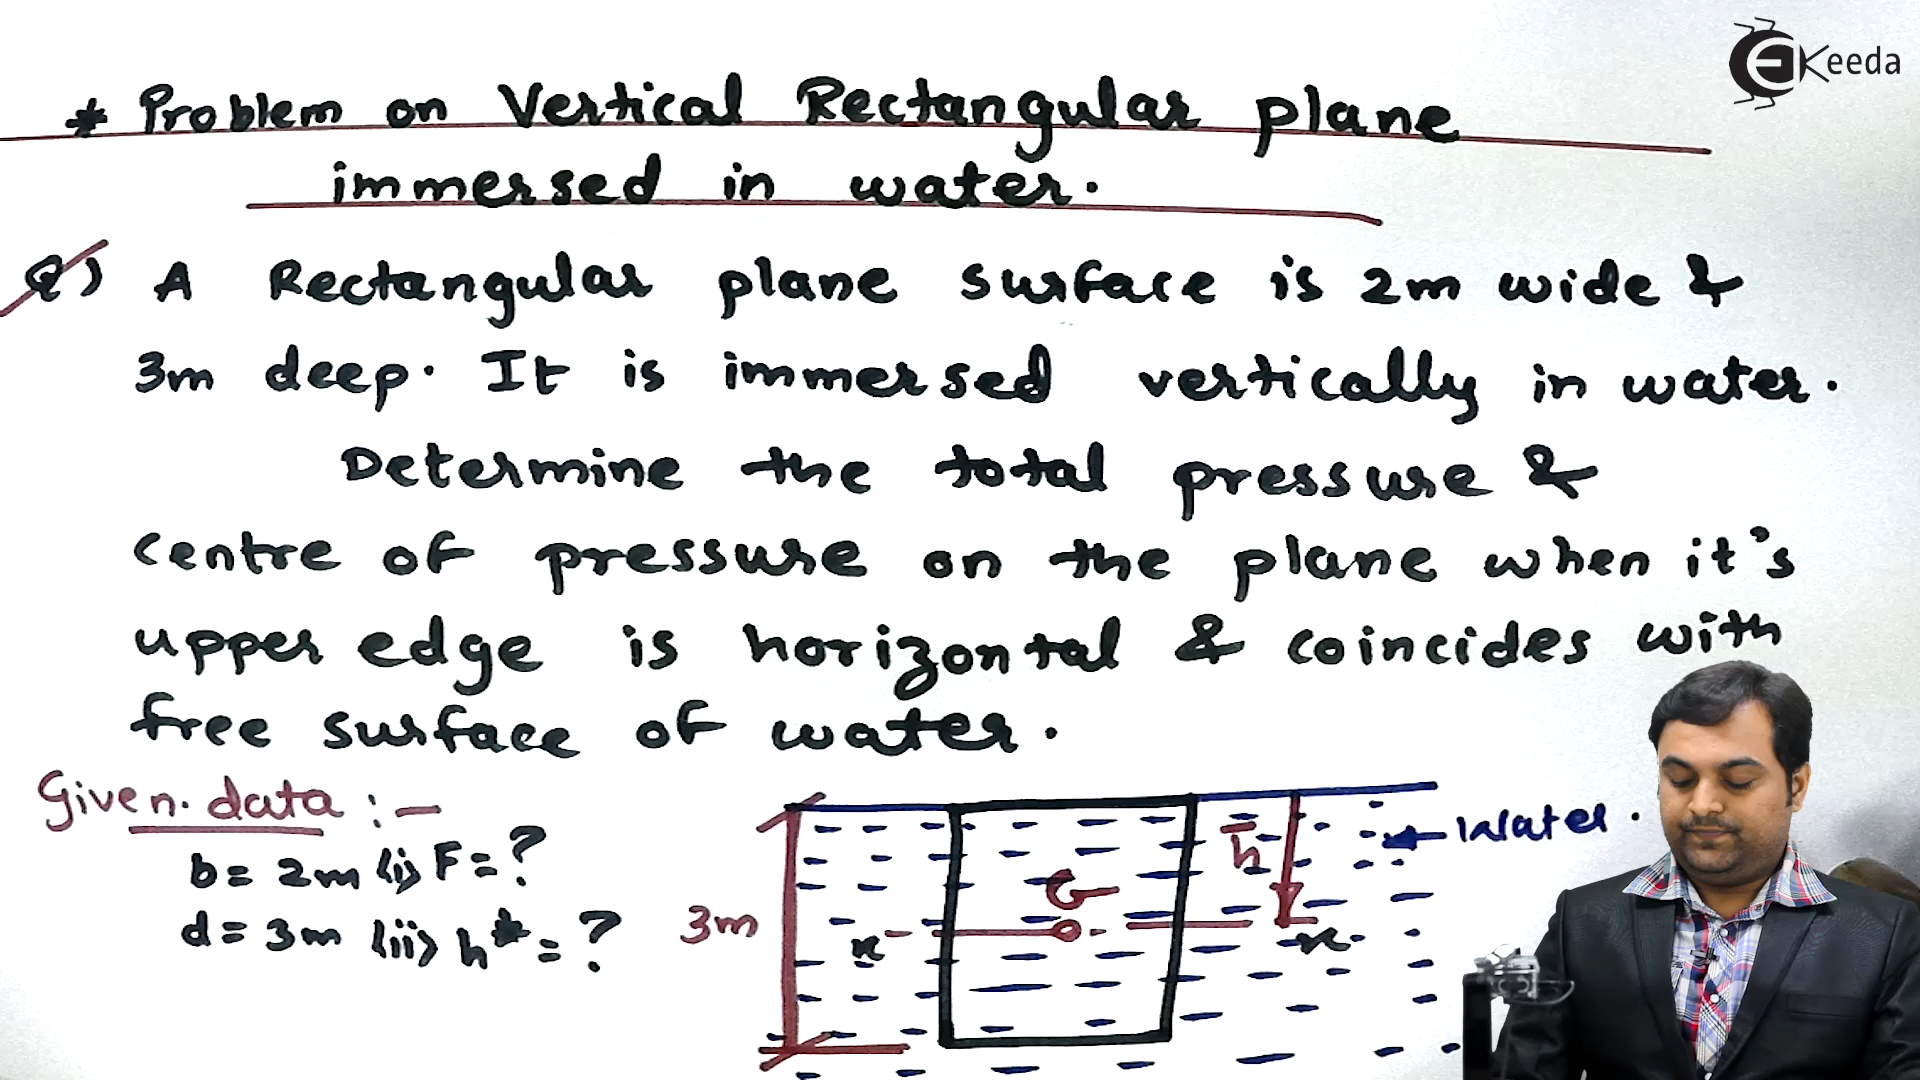 Keeda
* Problem on Vertical Rectangular plane
immersed in water.
Q) A Rectangular plane surface is 2m wide &
3m deep. It is immersed vertically in water.
Determine the total pressure &
centre of pressure on the plane when it's
upper edge is horizontal & coincides with
free surface of water.
Given data :-
b = 2m (i) F = ?
d = 3m (ii) h* = ?
3m
x
G
h̄
x
Water.